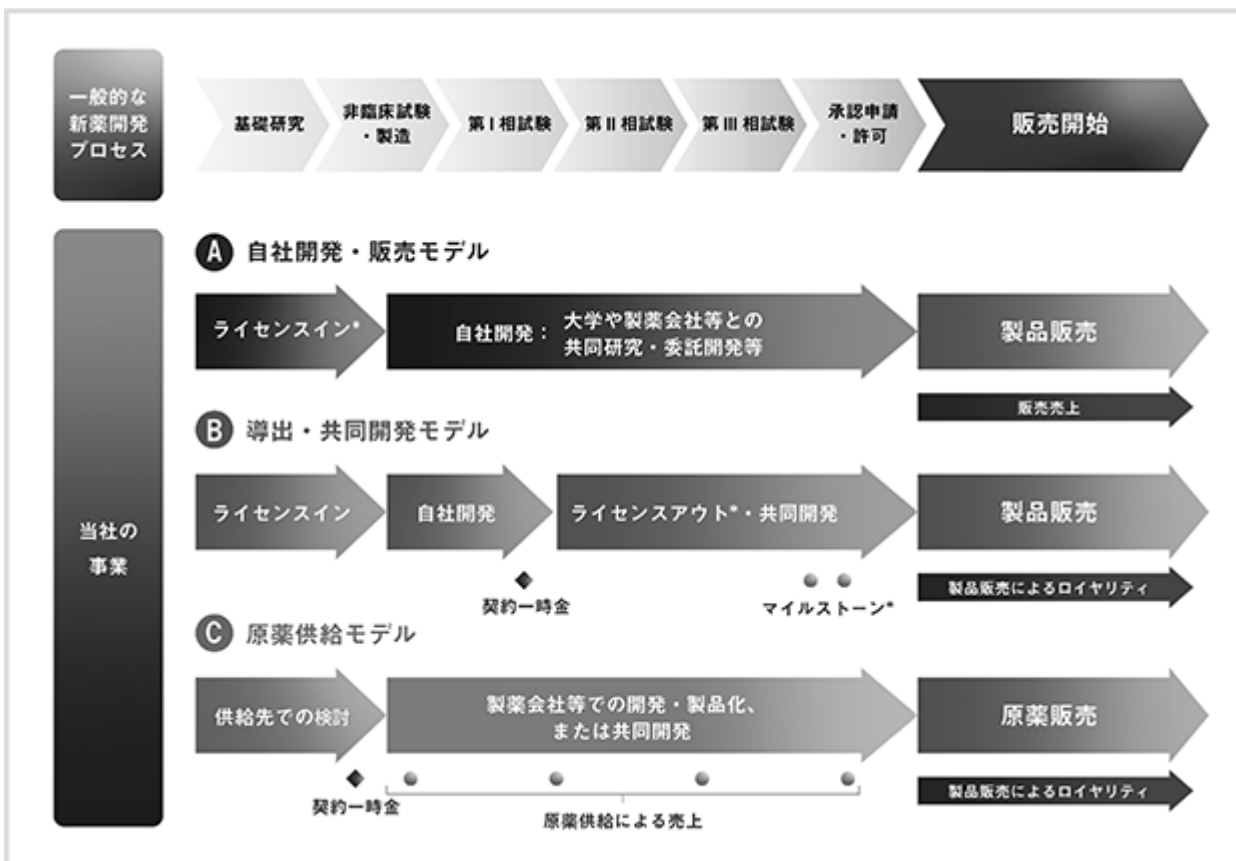 一般的な
新薬開発
プロセス
基礎研究
非臨床試験
・製造
第Ⅰ相試験
第Ⅱ相試験
第Ⅲ相試験
承認申請
・許可
販売開始
当社の
事業
A 自社開発・販売モデル
ライセンスイン*
自社開発： 大学や製薬会社等との
共同研究・委託開発等
製品販売
販売売上
B 導出・共同開発モデル
ライセンスイン
自社開発
ライセンスアウト*・共同開発
製品販売
契約一時金
マイルストーン*
製品販売によるロイヤリティ
C 原薬供給モデル
供給先での検討
製薬会社等での開発・製品化、
または共同開発
原薬販売
契約一時金
原薬供給による売上
製品販売によるロイヤリティ